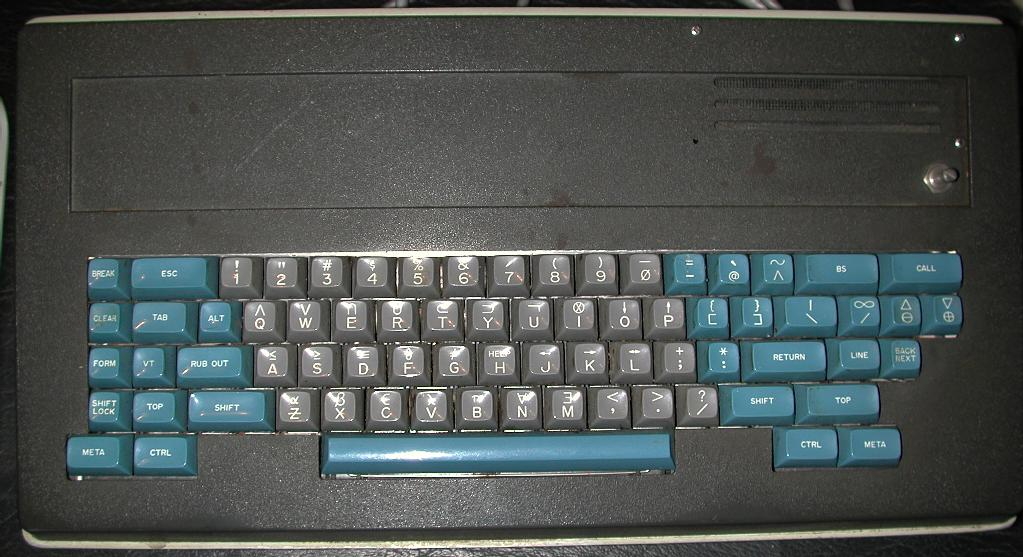 BREAK ESC ! 1 " 2 # 3 $ 4 % 5 & 6 ' 7 ( 8 ) 9 _ Ø = - ` @ ~ ^ BS CALL
CLEAR TAB ALT ∧ Q ∨ W ∩ E ∪ R ⊂ T ⊃ Y ∀ U ⊗ I ↓ O ↑ P { [ } ] | \ ∞ / △ ⊖ ▽ ⊕
FORM VT RUB OUT ≤ A ≥ S ≡ D F ≠ G HELP H ← J → K ↔ L + ; * : RETURN LINE BACK NEXT
SHIFT LOCK TOP SHIFT α Z β X ε C V B N M < , > . ? / SHIFT TOP
META CTRL CTRL META